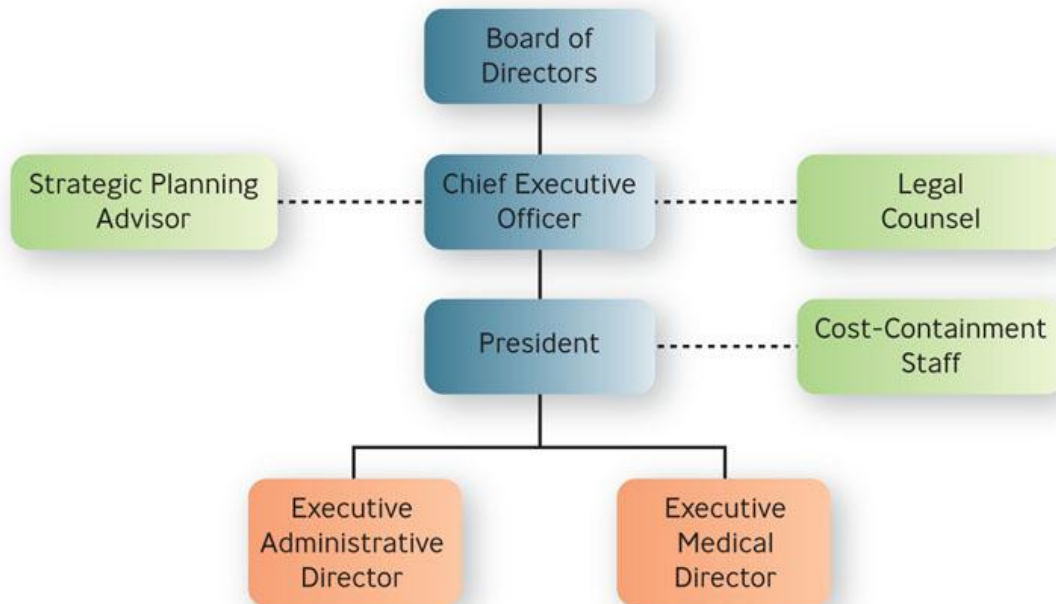 Board of
Directors
Strategic Planning
Advisor
Chief Executive
Officer
Legal
Counsel
President
Cost-Containment
Staff
Executive
Administrative
Director
Executive
Medical
Director